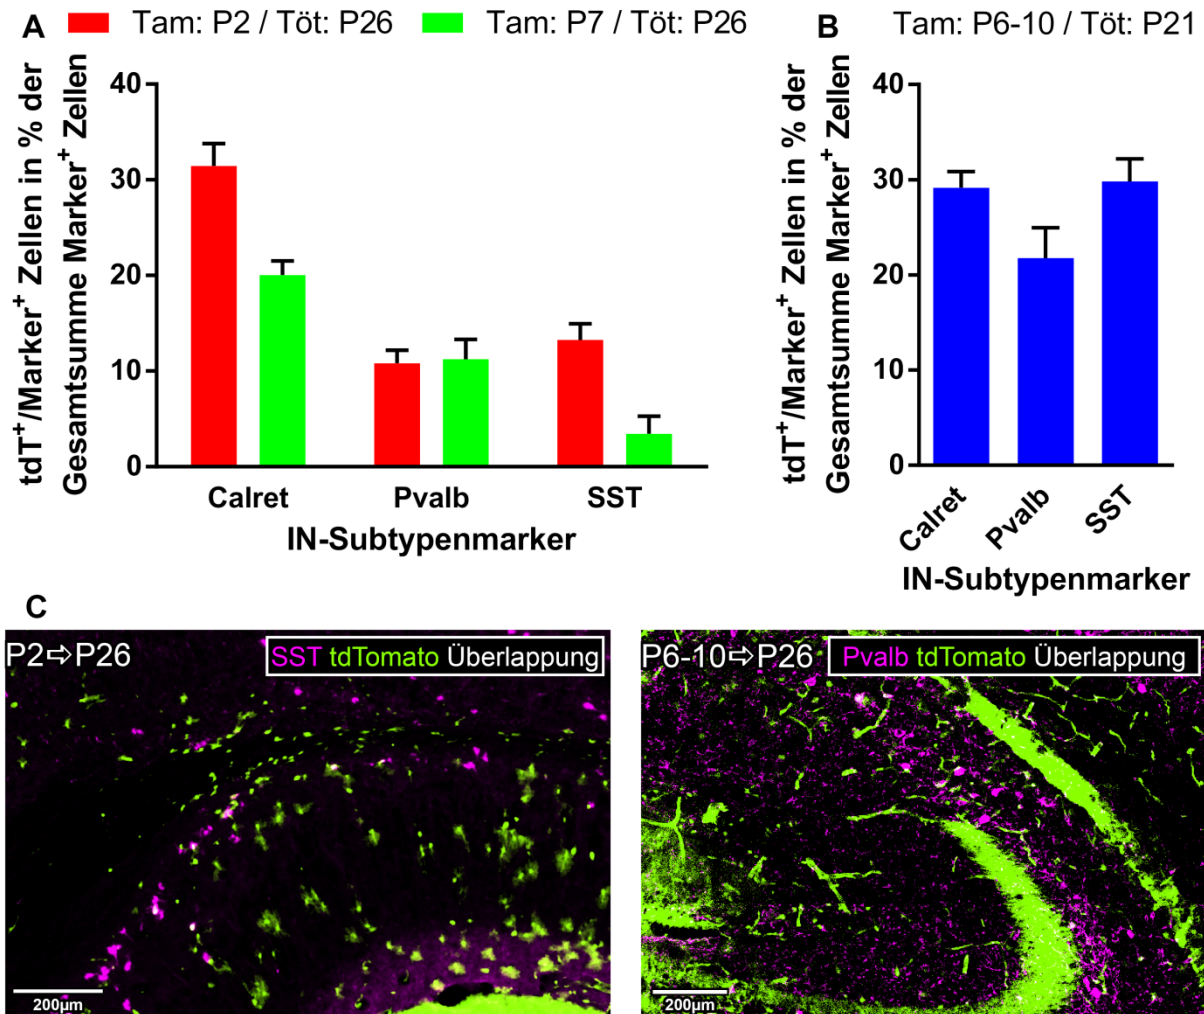 A
Tam: P2 / Töt: P26
Tam: P7 / Töt: P26
tdT+/Marker+ Zellen in % der
Gesamtsumme Marker+ Zellen
40
30
20
10
0
Calret
Pvalb
SST
IN-Subtypenmarker
B
Tam: P6-10 / Töt: P21
tdT+/Marker+ Zellen in % der
Gesamtsumme Marker+ Zellen
40
30
20
10
0
Calret
Pvalb
SST
IN-Subtypenmarker
C
P2⇨P26
SST tdTomato Überlappung
200µm
P6-10⇨P26
Pvalb tdTomato Überlappung
200µm